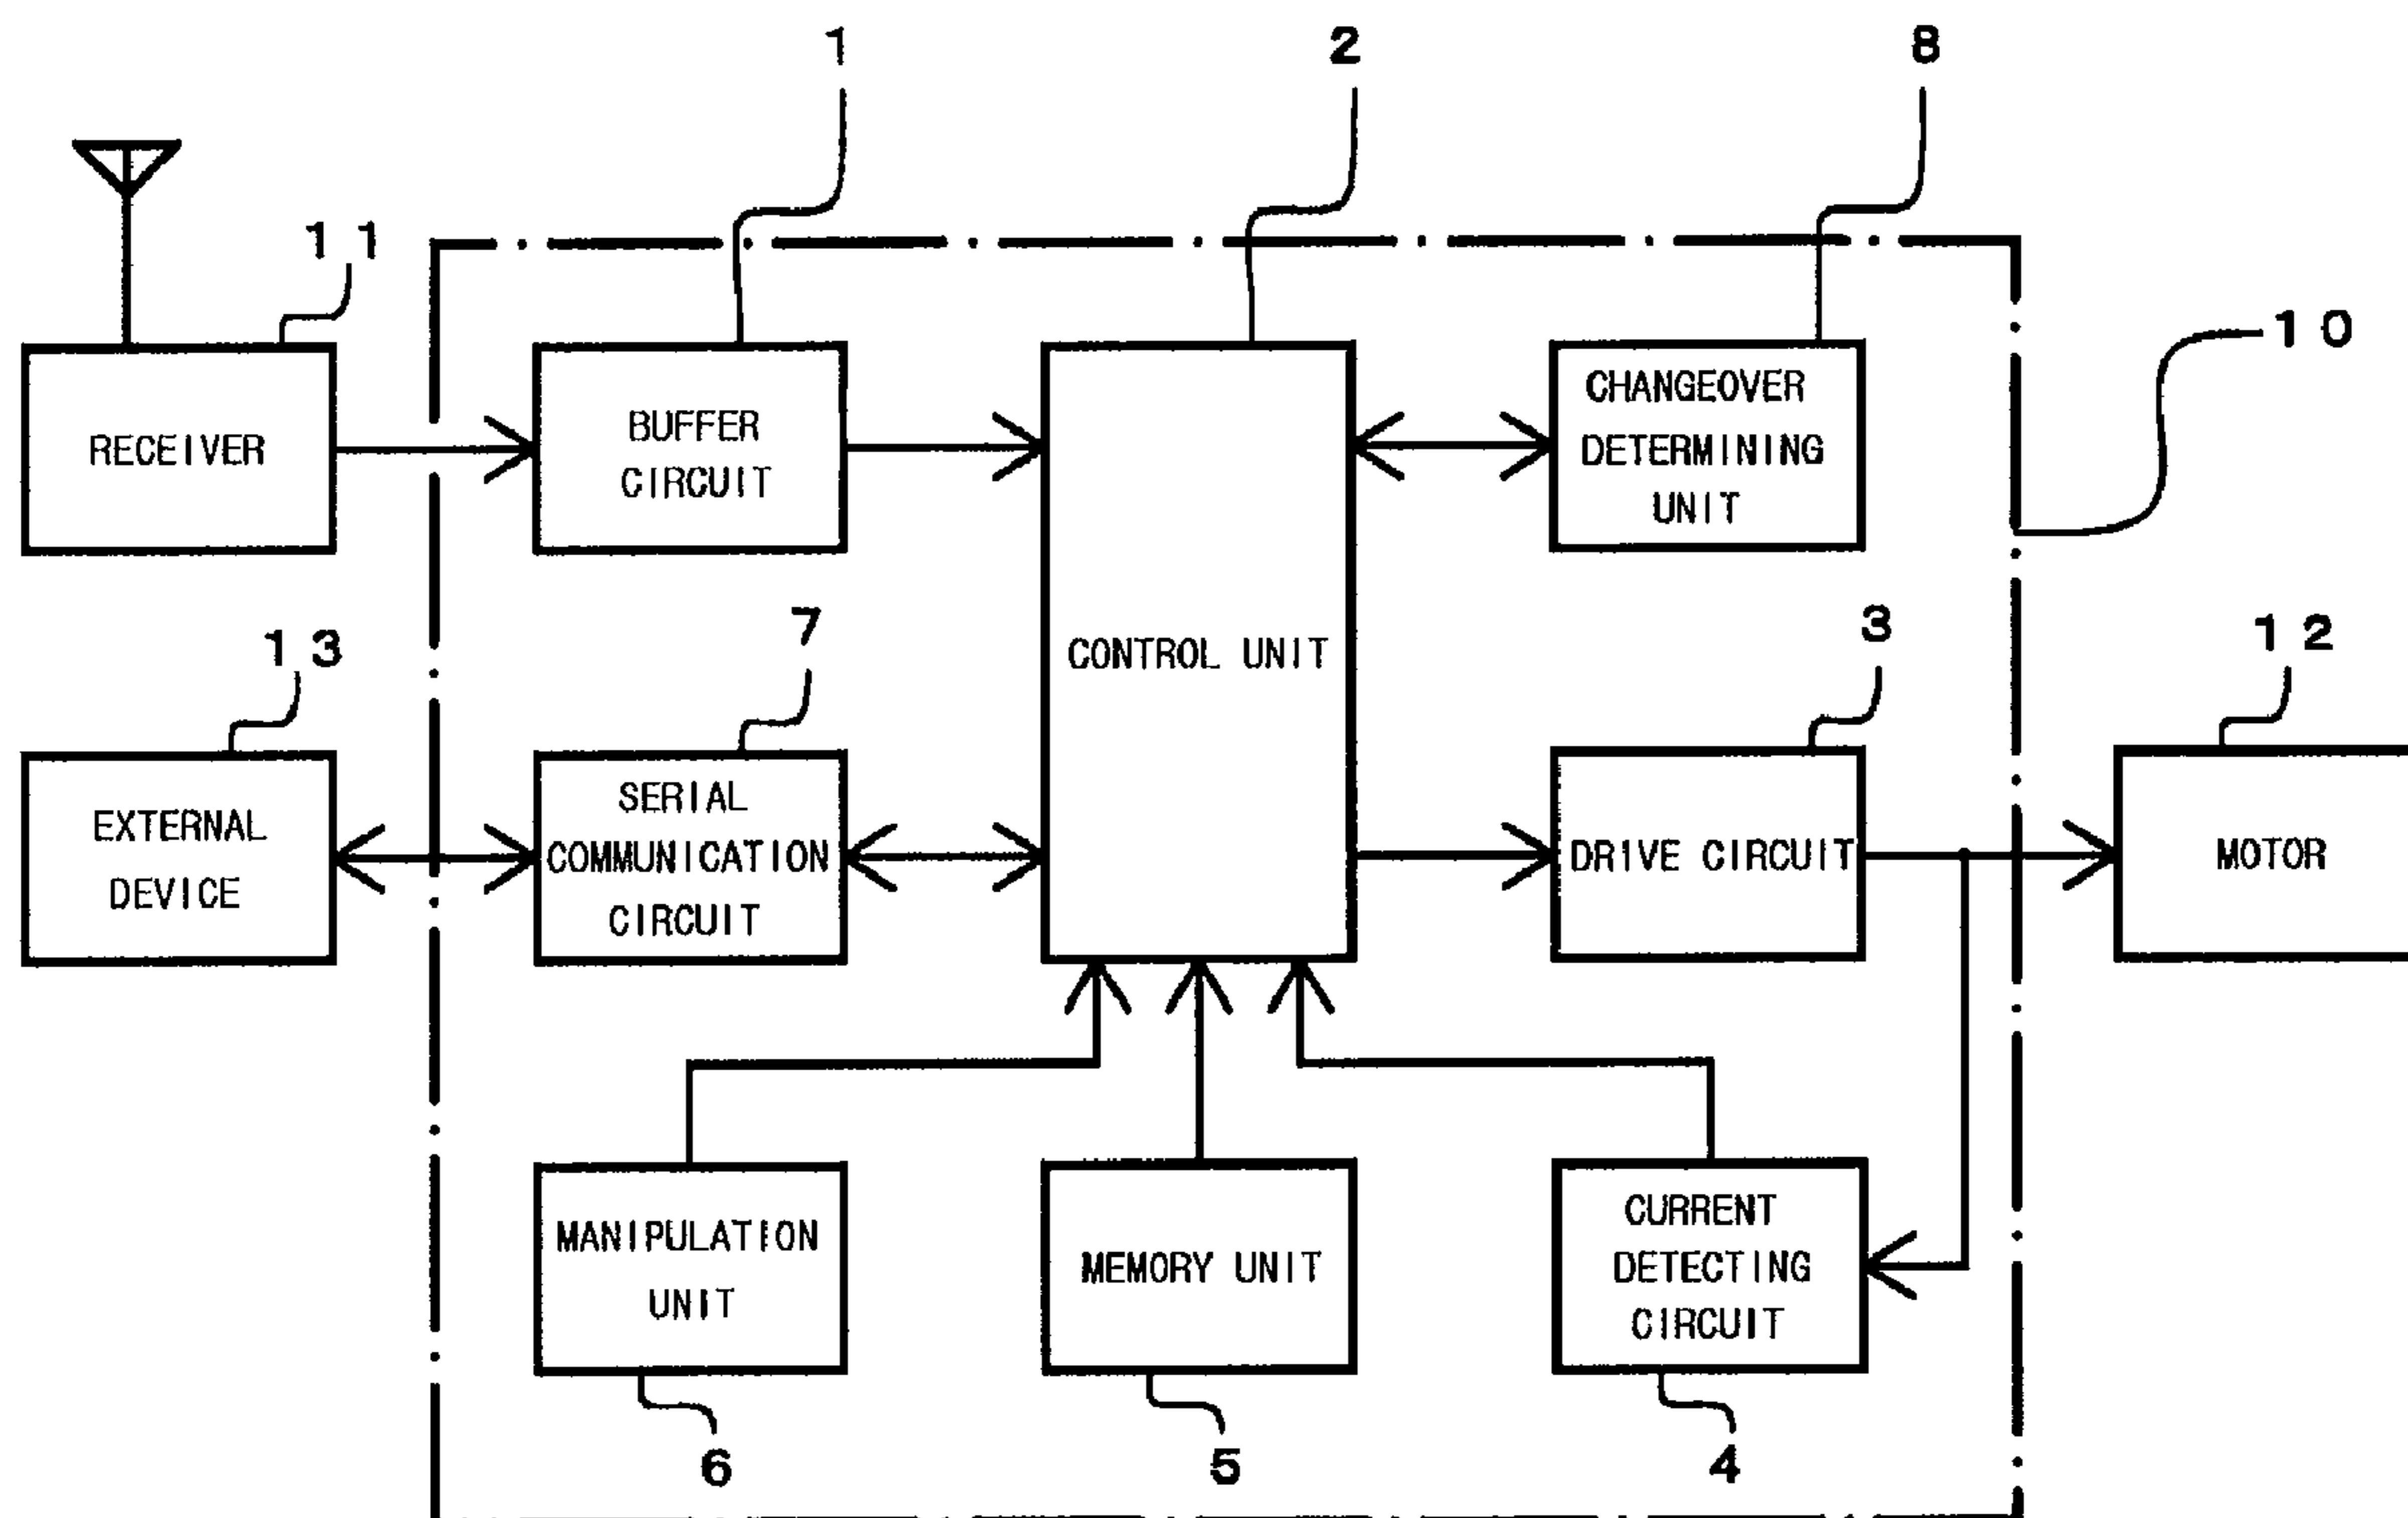 1
2
8
11
10
RECEIVER
BUFFER
CIRCUIT
CHANGEOVER
DETERMINING
UNIT
13
7
CONTROL UNIT
3
12
EXTERNAL
DEVICE
SERIAL
COMMUNICATION
CIRCUIT
DRIVE CIRCUIT
MOTOR
MANIPULATION
UNIT
MEMORY UNIT
CURRENT
DETECTING
CIRCUIT
6
5
4